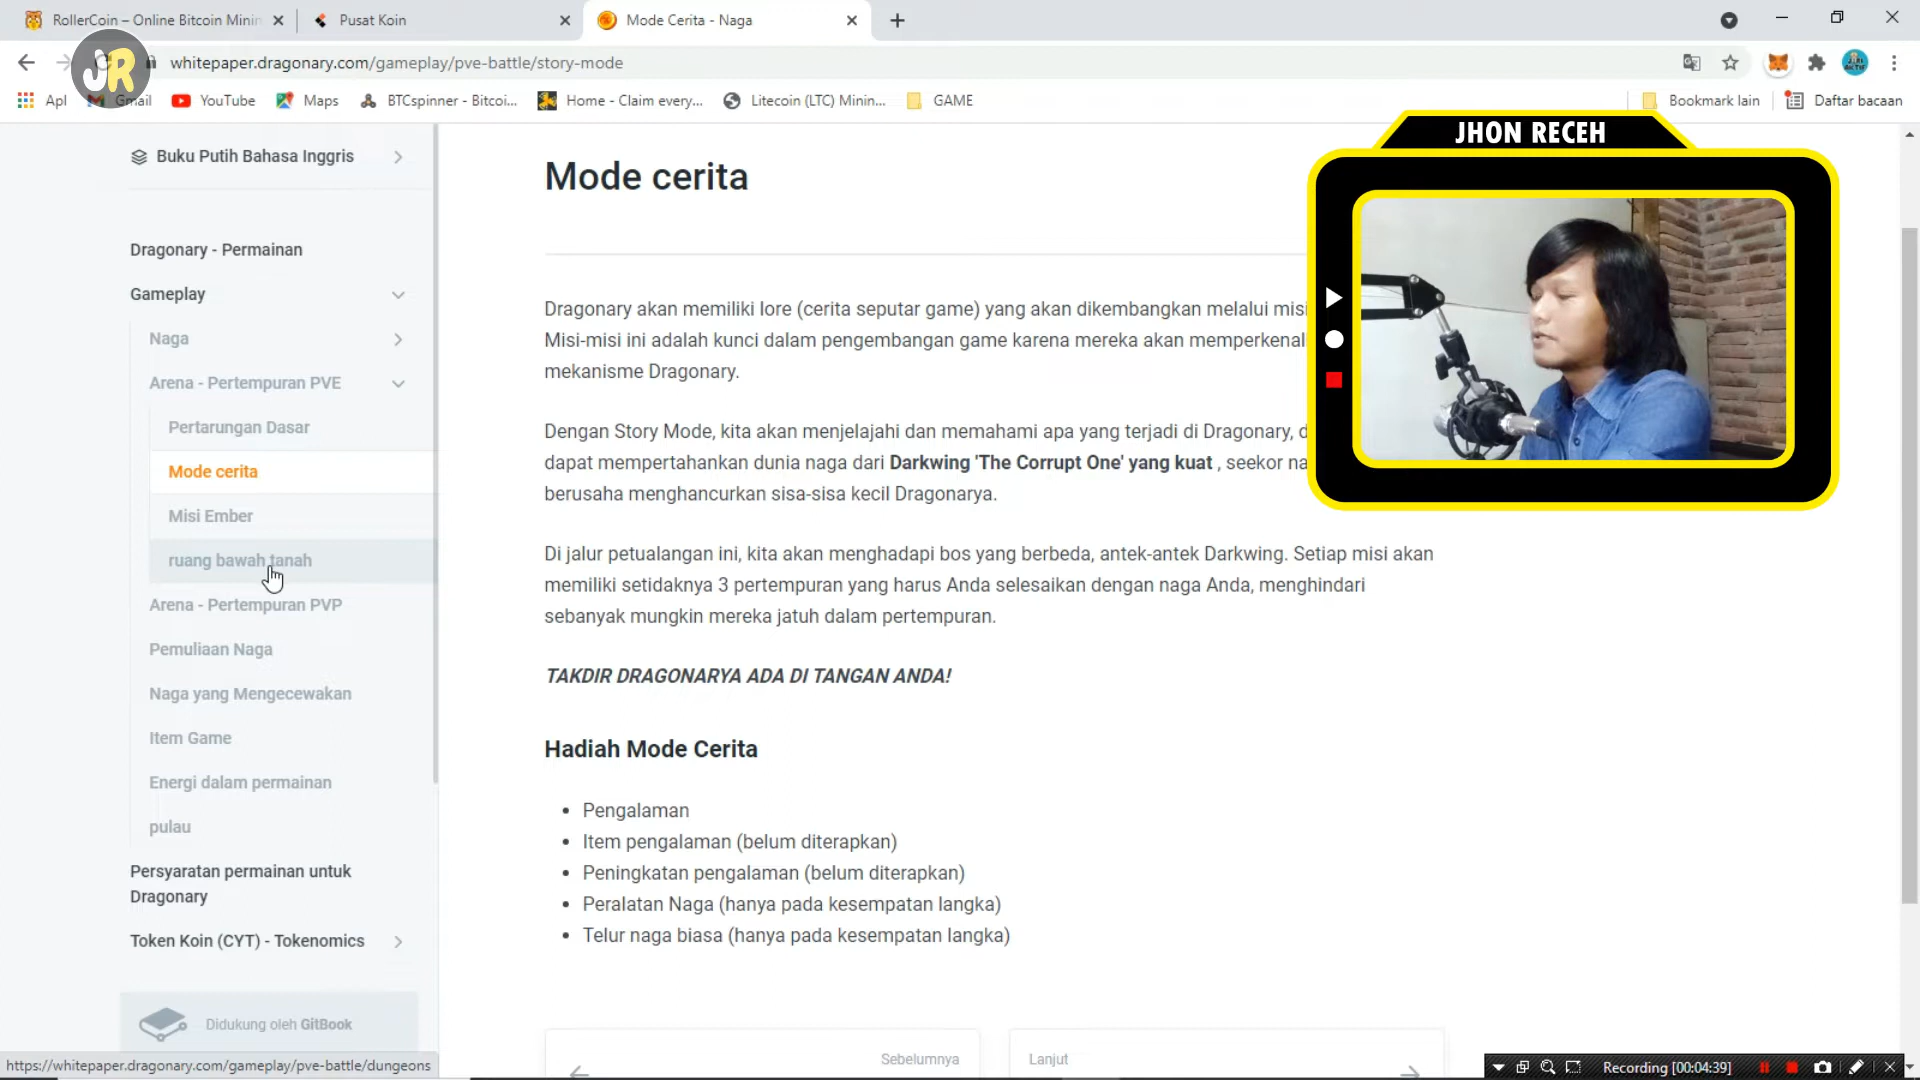 RollerCoin – Online Bitcoin Minin
Pusat Koin
Mode Cerita - Naga
JR
whitepaper.dragonary.com/gameplay/pve-battle/story-mode
Apl
Gmail
YouTube
Maps
BTCspinner - Bitcoi...
Home - Claim every...
Litecoin (LTC) Minin...
GAME
Bookmark lain
Daftar bacaan
Buku Putih Bahasa Inggris
Dragonary - Permainan
Gameplay
Naga
Arena - Pertempuran PVE
Pertarungan Dasar
Mode cerita
Misi Ember
ruang bawah tanah
Arena - Pertempuran PVP
Pemuliaan Naga
Naga yang Mengecewakan
Item Game
Energi dalam permainan
pulau
Persyaratan permainan untuk
Dragonary
Token Koin (CYT) - Tokenomics
Didukung oleh GitBook
https://whitepaper.dragonary.com/gameplay/pve-battle/dungeons
Mode cerita
Dragonary akan memiliki lore (cerita seputar game) yang akan dikembangkan melalui misi
Misi-misi ini adalah kunci dalam pengembangan game karena mereka akan memperkenal
mekanisme Dragonary.
Dengan Story Mode, kita akan menjelajahi dan memahami apa yang terjadi di Dragonary, d
dapat mempertahankan dunia naga dari Darkwing 'The Corrupt One' yang kuat , seekor na
berusaha menghancurkan sisa-sisa kecil Dragonarya.
Di jalur petualangan ini, kita akan menghadapi bos yang berbeda, antek-antek Darkwing. Setiap misi akan
memiliki setidaknya 3 pertempuran yang harus Anda selesaikan dengan naga Anda, menghindari
sebanyak mungkin mereka jatuh dalam pertempuran.
TAKDIR DRAGONARYA ADA DI TANGAN ANDA!
Hadiah Mode Cerita
• Pengalaman
• Item pengalaman (belum diterapkan)
• Peningkatan pengalaman (belum diterapkan)
• Peralatan Naga (hanya pada kesempatan langka)
• Telur naga biasa (hanya pada kesempatan langka)
Sebelumnya
Lanjut
JHON RECEH
Recording [00:04:39]